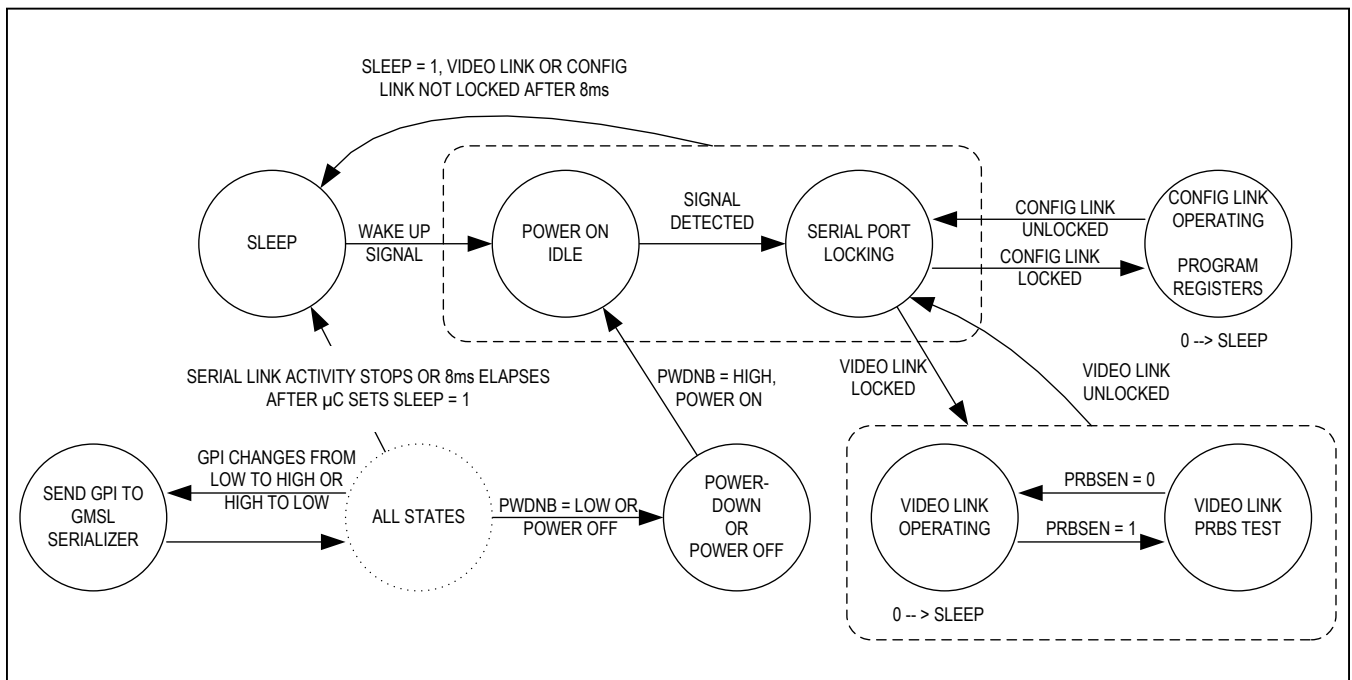 SLEEP = 1, VIDEO LINK OR CONFIG
LINK NOT LOCKED AFTER 8ms
SLEEP
WAKE UP
SIGNAL
POWER ON
IDLE
SIGNAL
DETECTED
SERIAL PORT
LOCKING
CONFIG LINK
UNLOCKED
CONFIG LINK
LOCKED
CONFIG LINK
OPERATING
PROGRAM
REGISTERS
0 --> SLEEP
SERIAL LINK ACTIVITY STOPS OR 8ms ELAPSES
AFTER µC SETS SLEEP = 1
PWDNB = HIGH,
POWER ON
VIDEO LINK
LOCKED
VIDEO LINK
UNLOCKED
SEND GPI TO
GMSL
SERIALIZER
GPI CHANGES FROM
LOW TO HIGH OR
HIGH TO LOW
ALL STATES
PWDNB = LOW OR
POWER OFF
POWER-
DOWN
OR
POWER OFF
VIDEO LINK
OPERATING
PRBSEN = 0
PRBSEN = 1
VIDEO LINK
PRBS TEST
0 -- > SLEEP